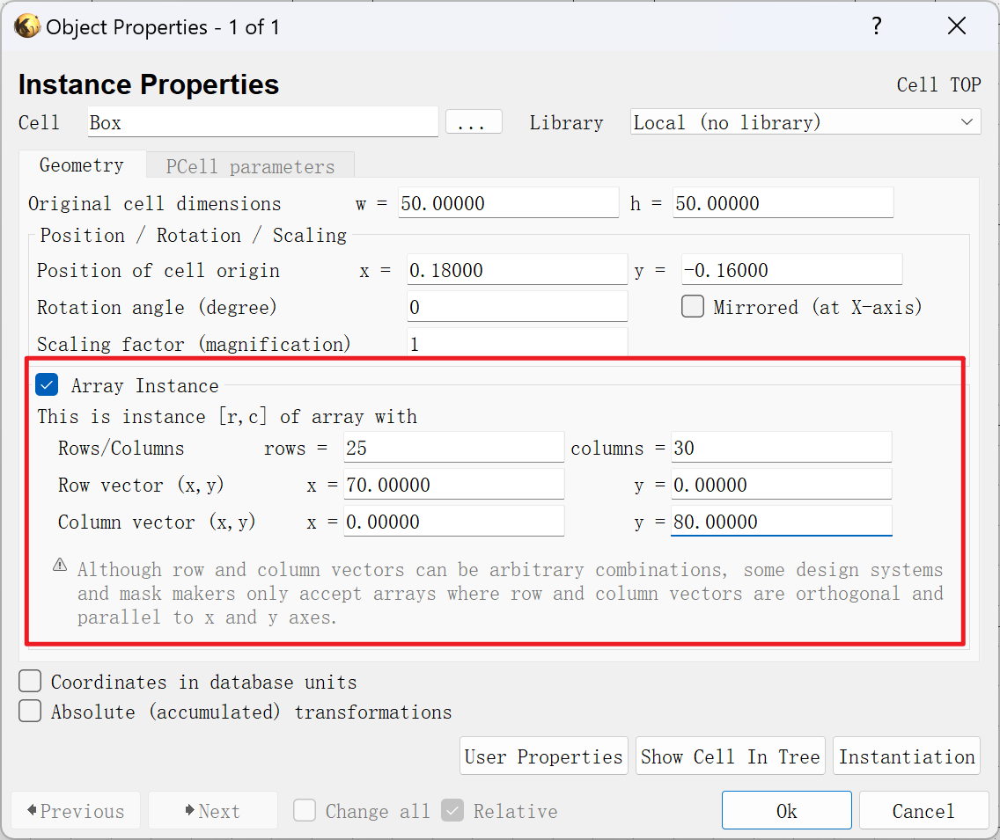 Object Properties - 1 of 1 ?
Instance Properties Cell TOP
Cell Box ... Library Local (no library)
Geometry PCell parameters
Original cell dimensions w = 50.00000 h = 50.00000
Position / Rotation / Scaling
Position of cell origin x = 0.18000 y = -0.16000
Rotation angle (degree) 0 Mirrored (at X-axis)
Scaling factor (magnification) 1
Array Instance
This is instance [r,c] of array with
Rows/Columns rows = 25 columns = 30
Row vector (x,y) x = 70.00000 y = 0.00000
Column vector (x,y) x = 0.00000 y = 80.00000
Although row and column vectors can be arbitrary combinations, some design systems
and mask makers only accept arrays where row and column vectors are orthogonal and
parallel to x and y axes.
Coordinates in database units
Absolute (accumulated) transformations
User Properties Show Cell In Tree Instantiation
Previous Next Change all Relative Ok Cancel